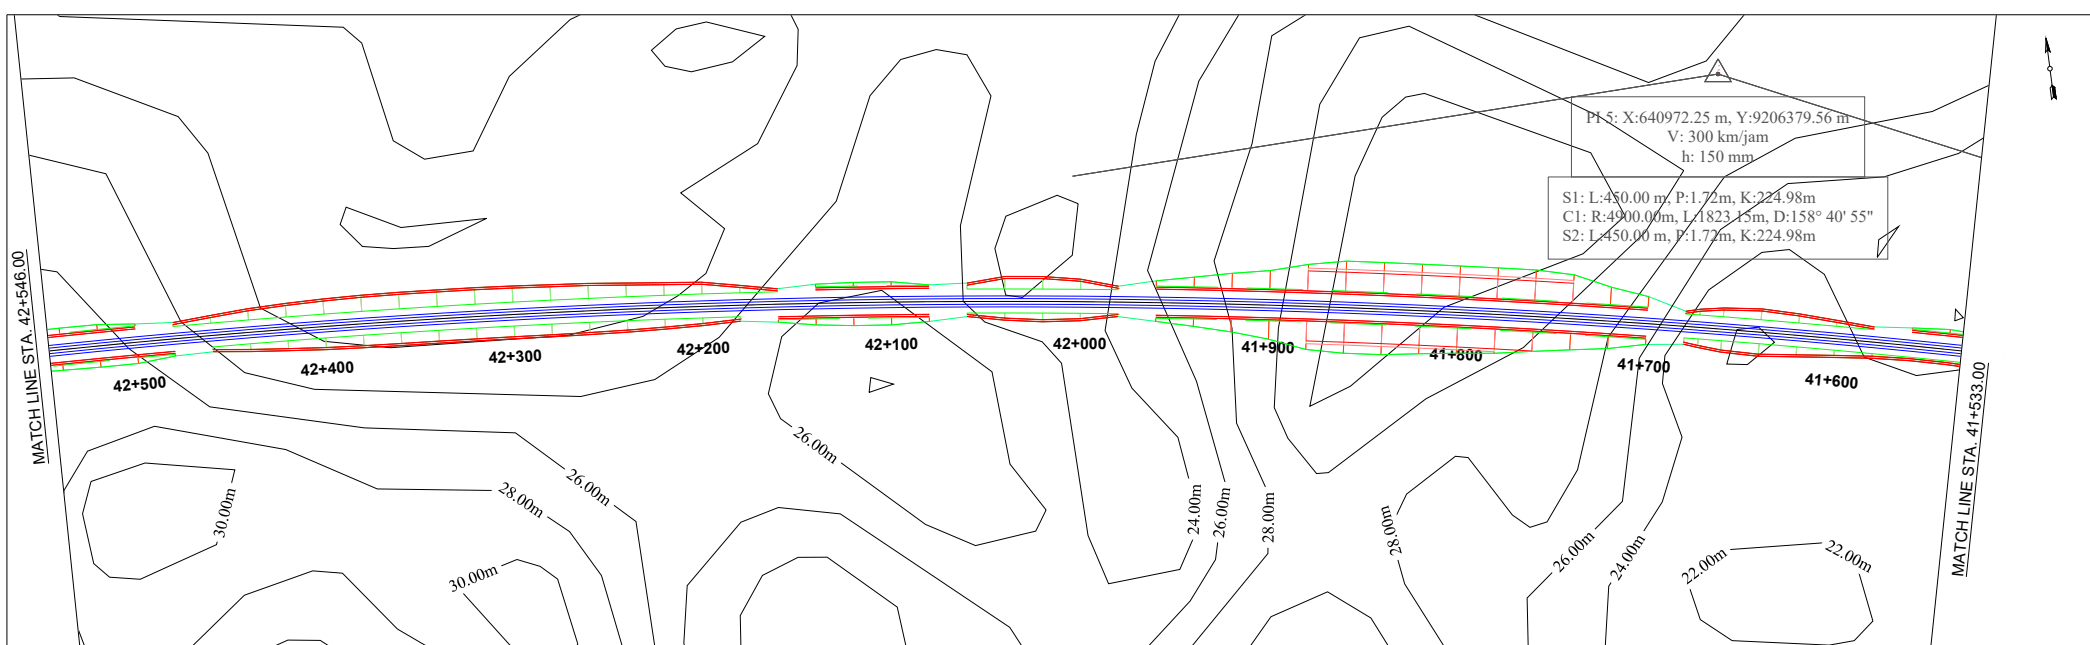 PI 5: X:640972.25 m, Y:9206379.56 m
V: 300 km/jam
h: 150 mm
S1: L:450.00 m, P:1.72m, K:224.98m
C1: R:4900.00m, L:1823.15m, D:158° 40' 55"
S2: L:450.00 m, P:1.72m, K:224.98m
MATCH LINE STA. 42+546.00
42+500
42+400
42+300
42+200
42+100
42+000
41+900
41+800
41+700
41+600
MATCH LINE STA. 41+533.00
30.00m
28.00m
26.00m
30.00m
26.00m
24.00m
26.00m
28.00m
28.00m
26.00m
24.00m
22.00m
22.00m